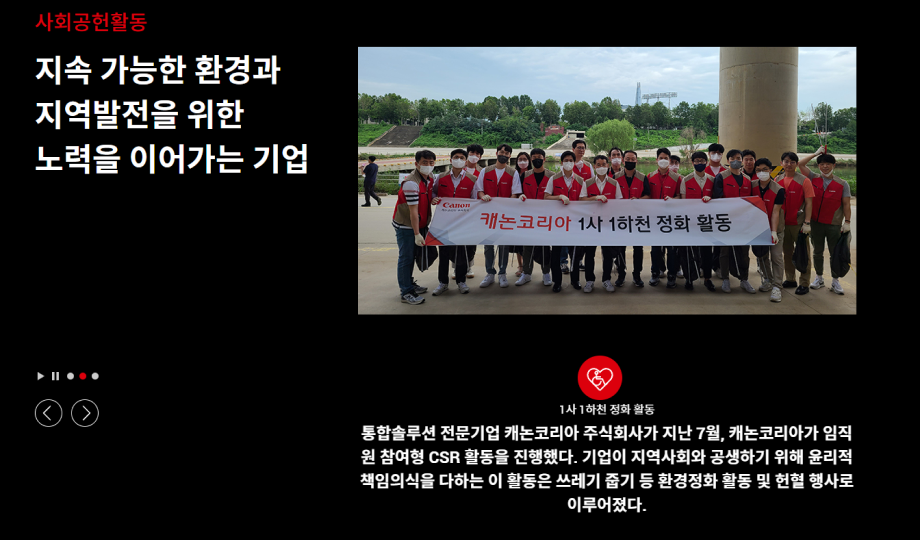 사회공헌활동
지속 가능한 환경과
지역발전을 위한
노력을 이어가는 기업
Canon
캐논코리아 1사 1하천 정화 활동
1사 1하천 정화 활동
통합솔루션 전문기업 캐논코리아 주식회사가 지난 7월, 캐논코리아가 임직
원 참여형 CSR 활동을 진행했다. 기업이 지역사회와 공생하기 위해 윤리적
책임의식을 다하는 이 활동은 쓰레기 줍기 등 환경정화 활동 및 헌혈 행사로
이루어졌다.